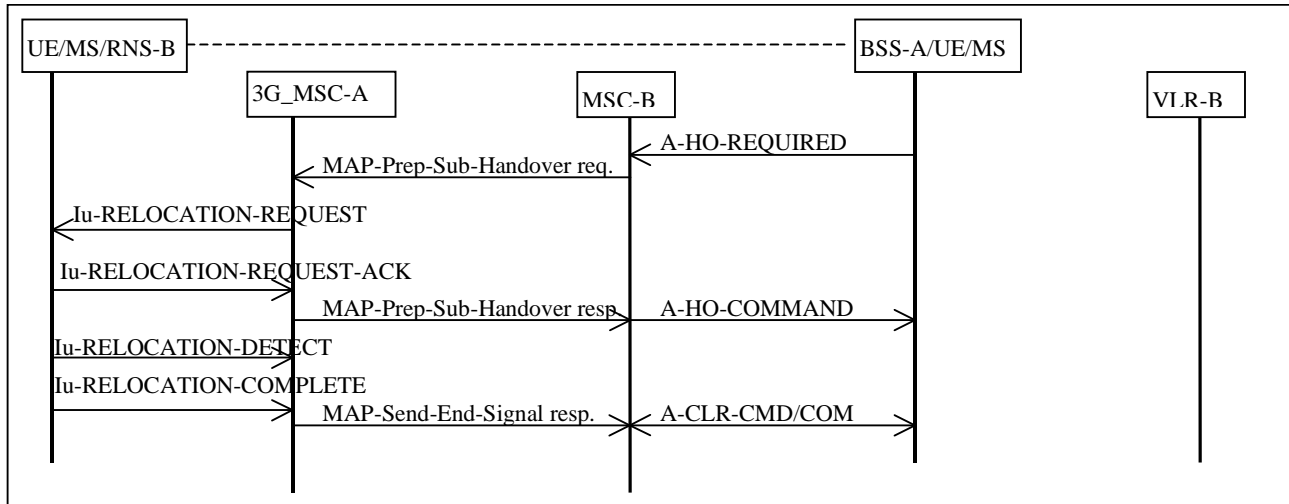 UE/MS/RNS-B
BSS-A/UE/MS
3G_MSC-A
MSC-B
VLR-B
A-HO-REQUIRED
MAP-Prep-Sub-Handover req.
Iu-RELOCATION-REQUEST
Iu-RELOCATION-REQUEST-ACK
MAP-Prep-Sub-Handover resp
A-HO-COMMAND
Iu-RELOCATION-DETECT
Iu-RELOCATION-COMPLETE
MAP-Send-End-Signal resp.
A-CLR-CMD/COM